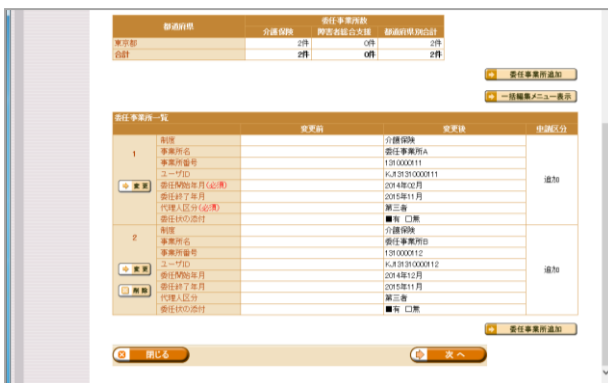 都道府県 委任事業所数
介護保険 障害者総合支援 都道府県別合計
東京都 2件 0件 2件
合計 2件 0件 2件
委任事業所追加
一括編集メニュー表示
委任事業所一覧
変更前 変更後 申請区分
1 制度 介護保険 追加
事業所名 委任事業所A
事業所番号 1310000111
ユーザID KJ131310000111
変更 委任開始年月(必須) 2014年02月
委任終了年月 2015年11月
代理人区分(必須) 第三者
委任状の添付 ■有 □無
2 制度 介護保険 追加
事業所名 委任事業所B
事業所番号 1310000112
ユーザID KJ131310000112
変更 委任開始年月 2014年12月
削除 委任終了年月 2015年11月
代理人区分 第三者
委任状の添付 ■有 □無
委任事業所追加
閉じる 次へ